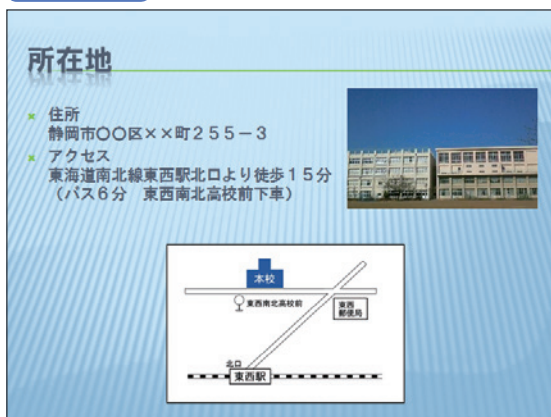 所在地
住所
静岡市〇〇区××町２５５－３
アクセス
東海道南北線東西駅北口より徒歩１５分
（バス６分　東西南北高校前下車）
本校
東西南北高校前
東西
郵便局
北口
東西駅